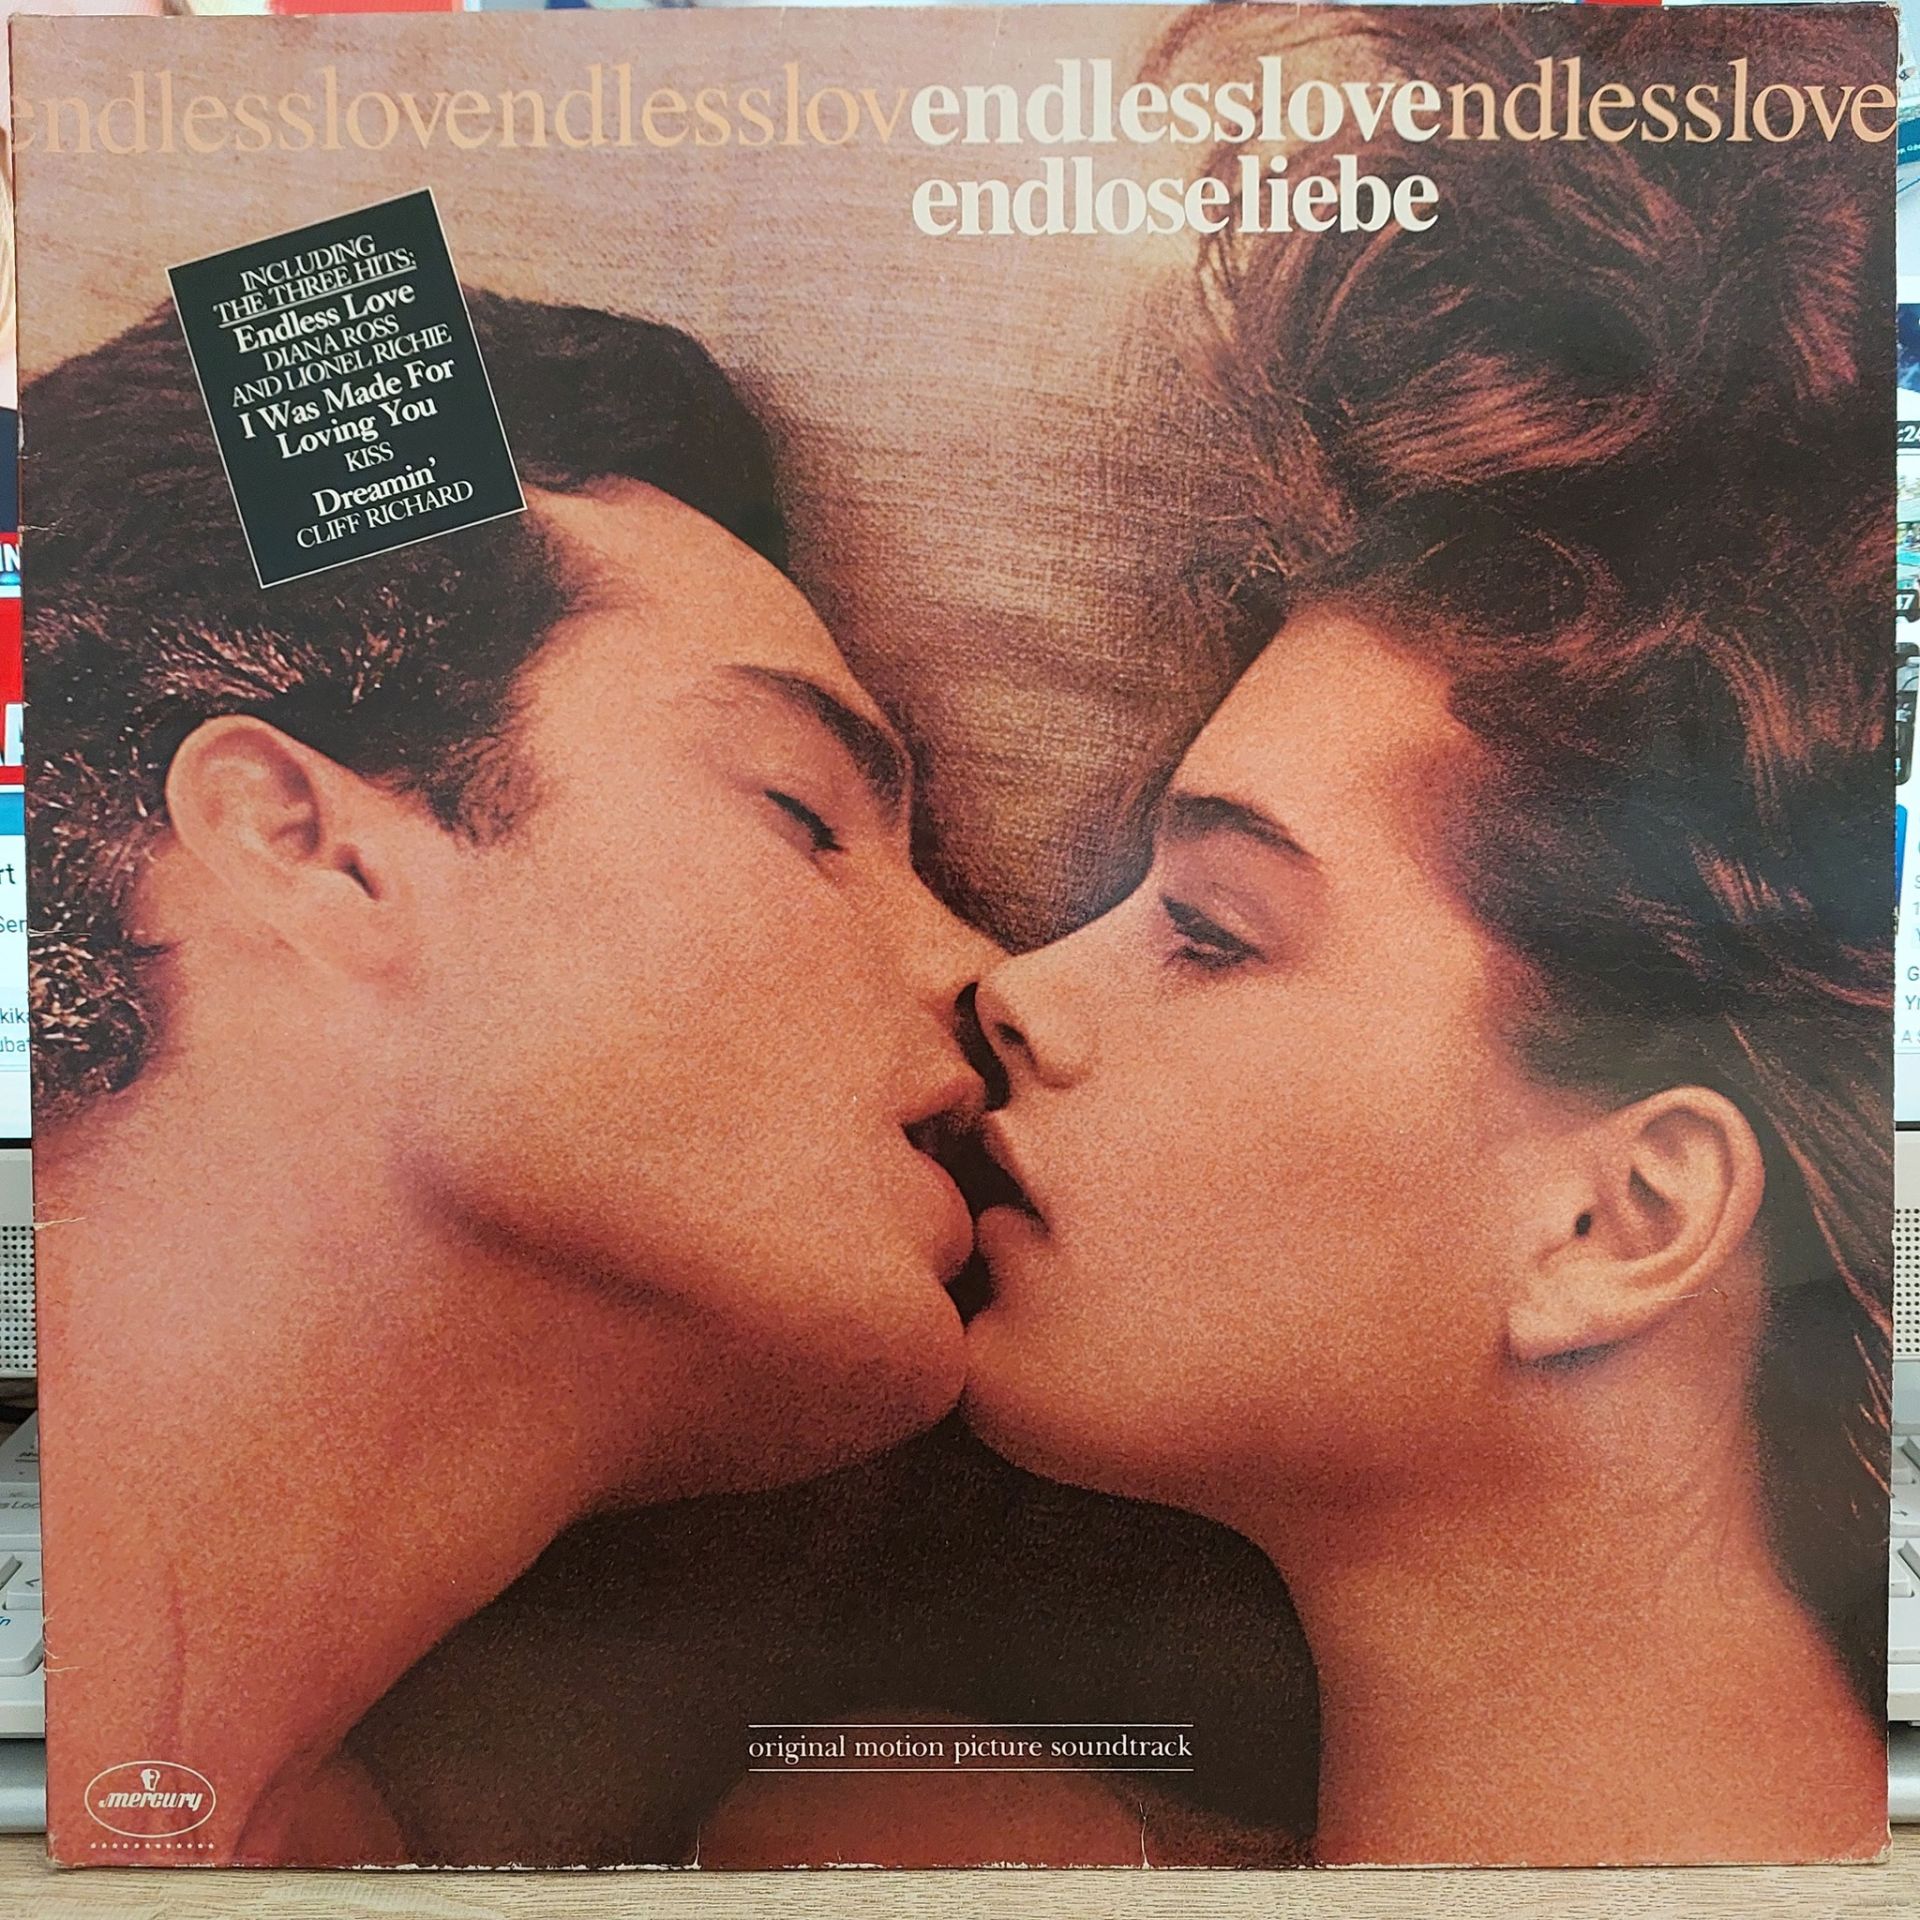 endlesslovendlesslovendlesslovendlesslove
endloseliebe
INCLUDING
THE THREE HITS:
Endless Love
DIANA ROSS
AND LIONEL RICHIE
I Was Made For
Loving You
KISS
Dreamin'
CLIFF RICHARD
original motion picture soundtrack
mercury